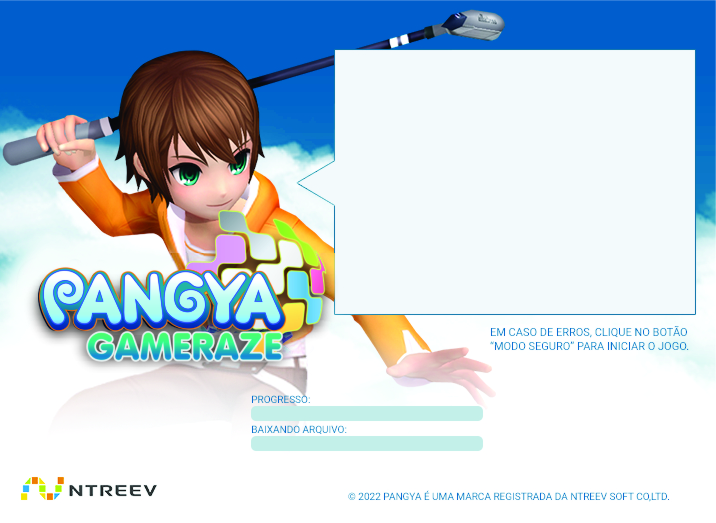 PANGYA
GAMERAZE
EM CASO DE ERROS, CLIQUE NO BOTÃO
“MODO SEGURO” PARA INICIAR O JOGO.
PROGRESSO:
BAIXANDO ARQUIVO:
NTREEV
© 2022 PANGYA É UMA MARCA REGISTRADA DA NTREEV SOFT CO,LTD.